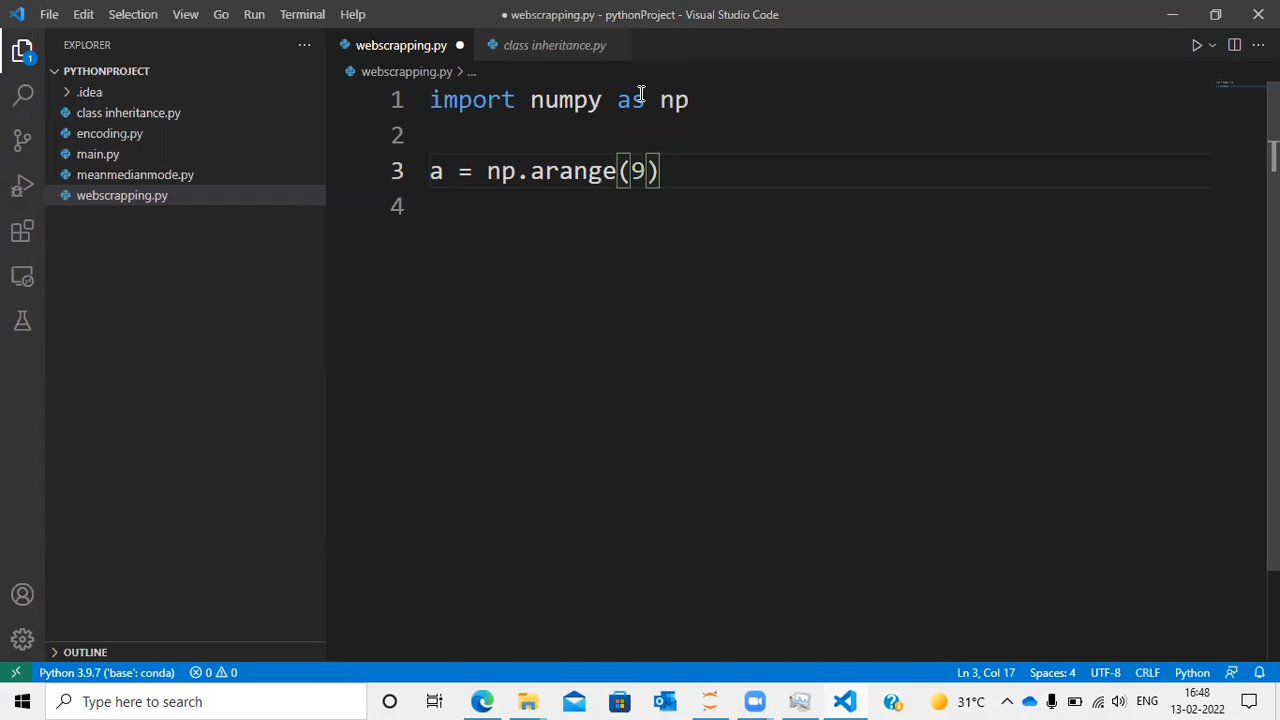 File Edit Selection View Go Run Terminal Help
● webscrapping.py - pythonProject - Visual Studio Code
EXPLORER
webscrapping.py
class inheritance.py
PYTHONPROJECT
webscrapping.py > ...
.idea
class inheritance.py
encoding.py
main.py
meanmedianmode.py
webscrapping.py
1 import numpy as np
2
3 a = np.arange(9)
4
1
OUTLINE
Python 3.9.7 ('base': conda) 0 0
Ln 3, Col 17 Spaces: 4 UTF-8 CRLF Python
Type here to search
31°C
ENG
16:48
13-02-2022